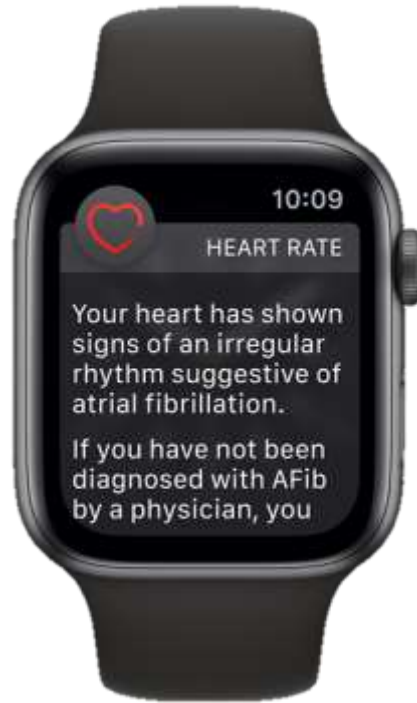 10:09
HEART RATE
Your heart has shown
signs of an irregular
rhythm suggestive of
atrial fibrillation.
If you have not been
diagnosed with AFib
by a physician, you